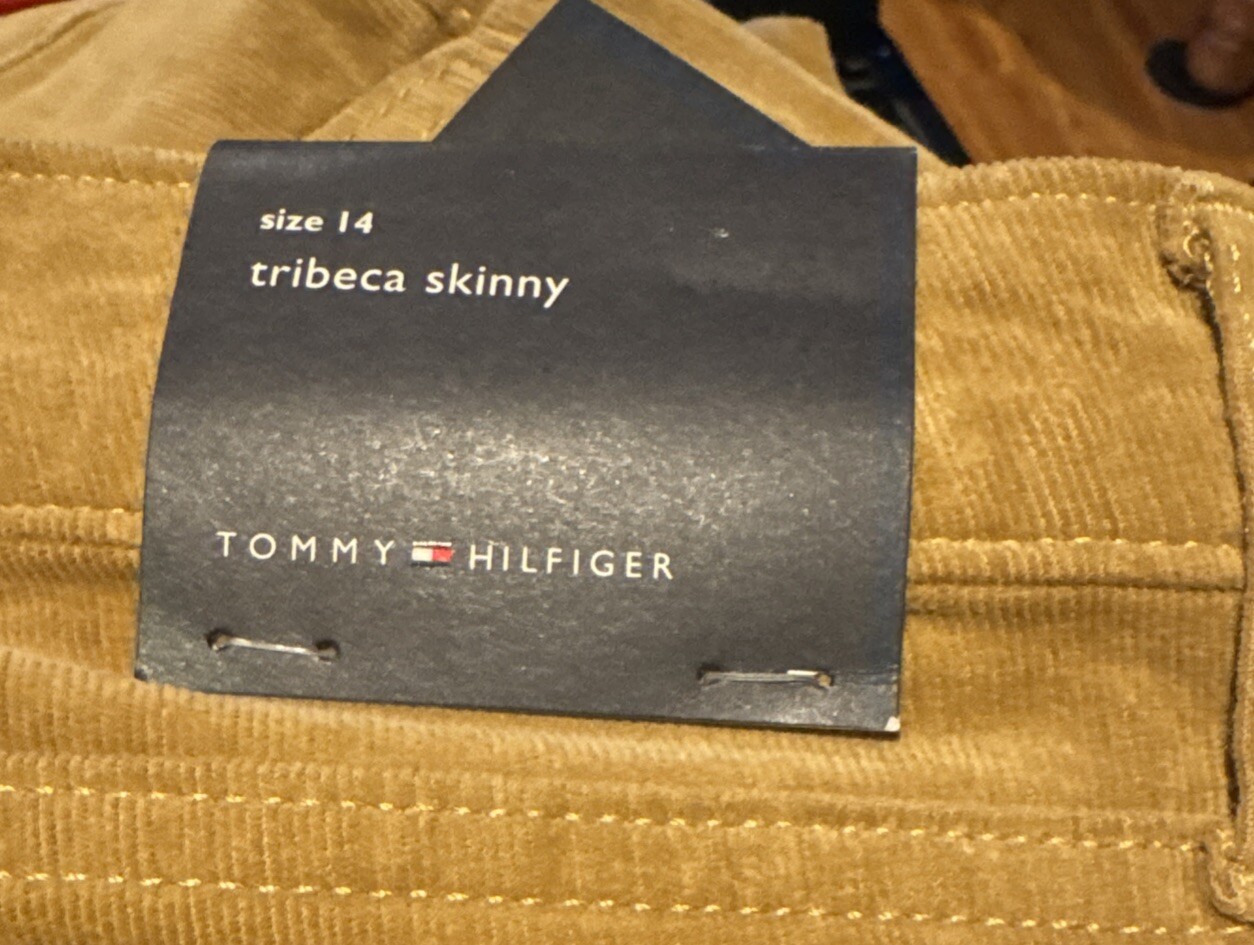 size 14
tribeca skinny
TOMMY HILFIGER